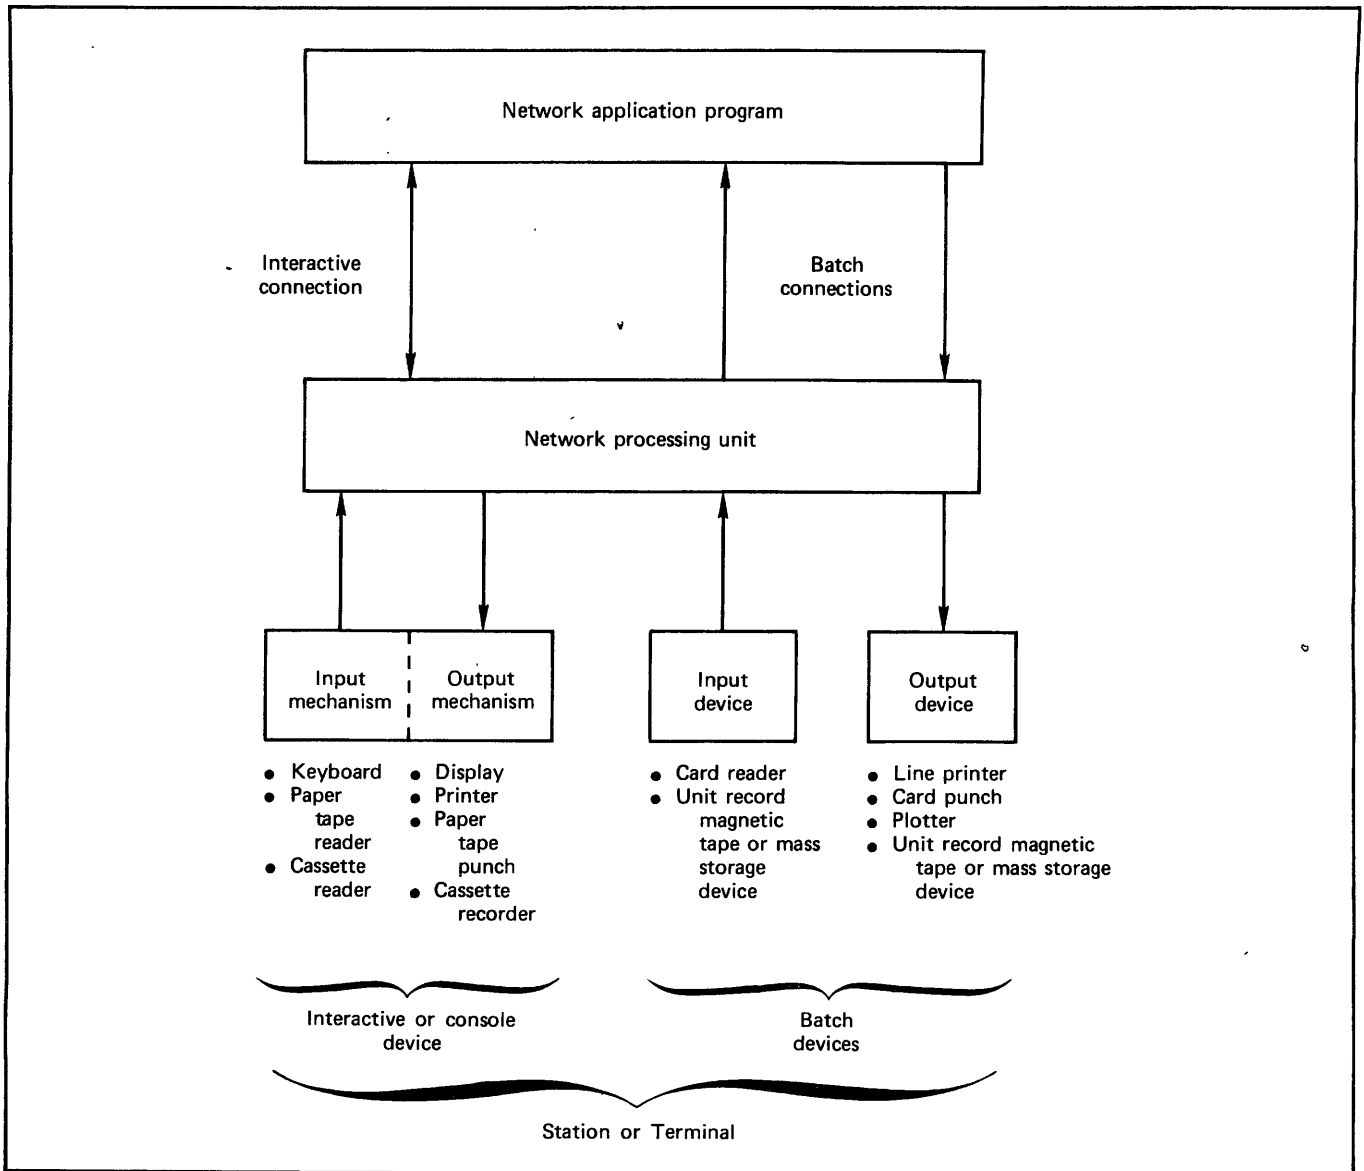 Network application program
Interactive
connection
Batch
connections
Network processing unit
Input
mechanism
Output
mechanism
Input
device
Output
device
● Keyboard
● Paper
tape
reader
● Cassette
reader
● Display
● Printer
● Paper
tape
punch
● Cassette
recorder
● Card reader
● Unit record
magnetic
tape or mass
storage
device
● Line printer
● Card punch
● Plotter
● Unit record magnetic
tape or mass storage
device
Interactive or console
device
Batch
devices
Station or Terminal